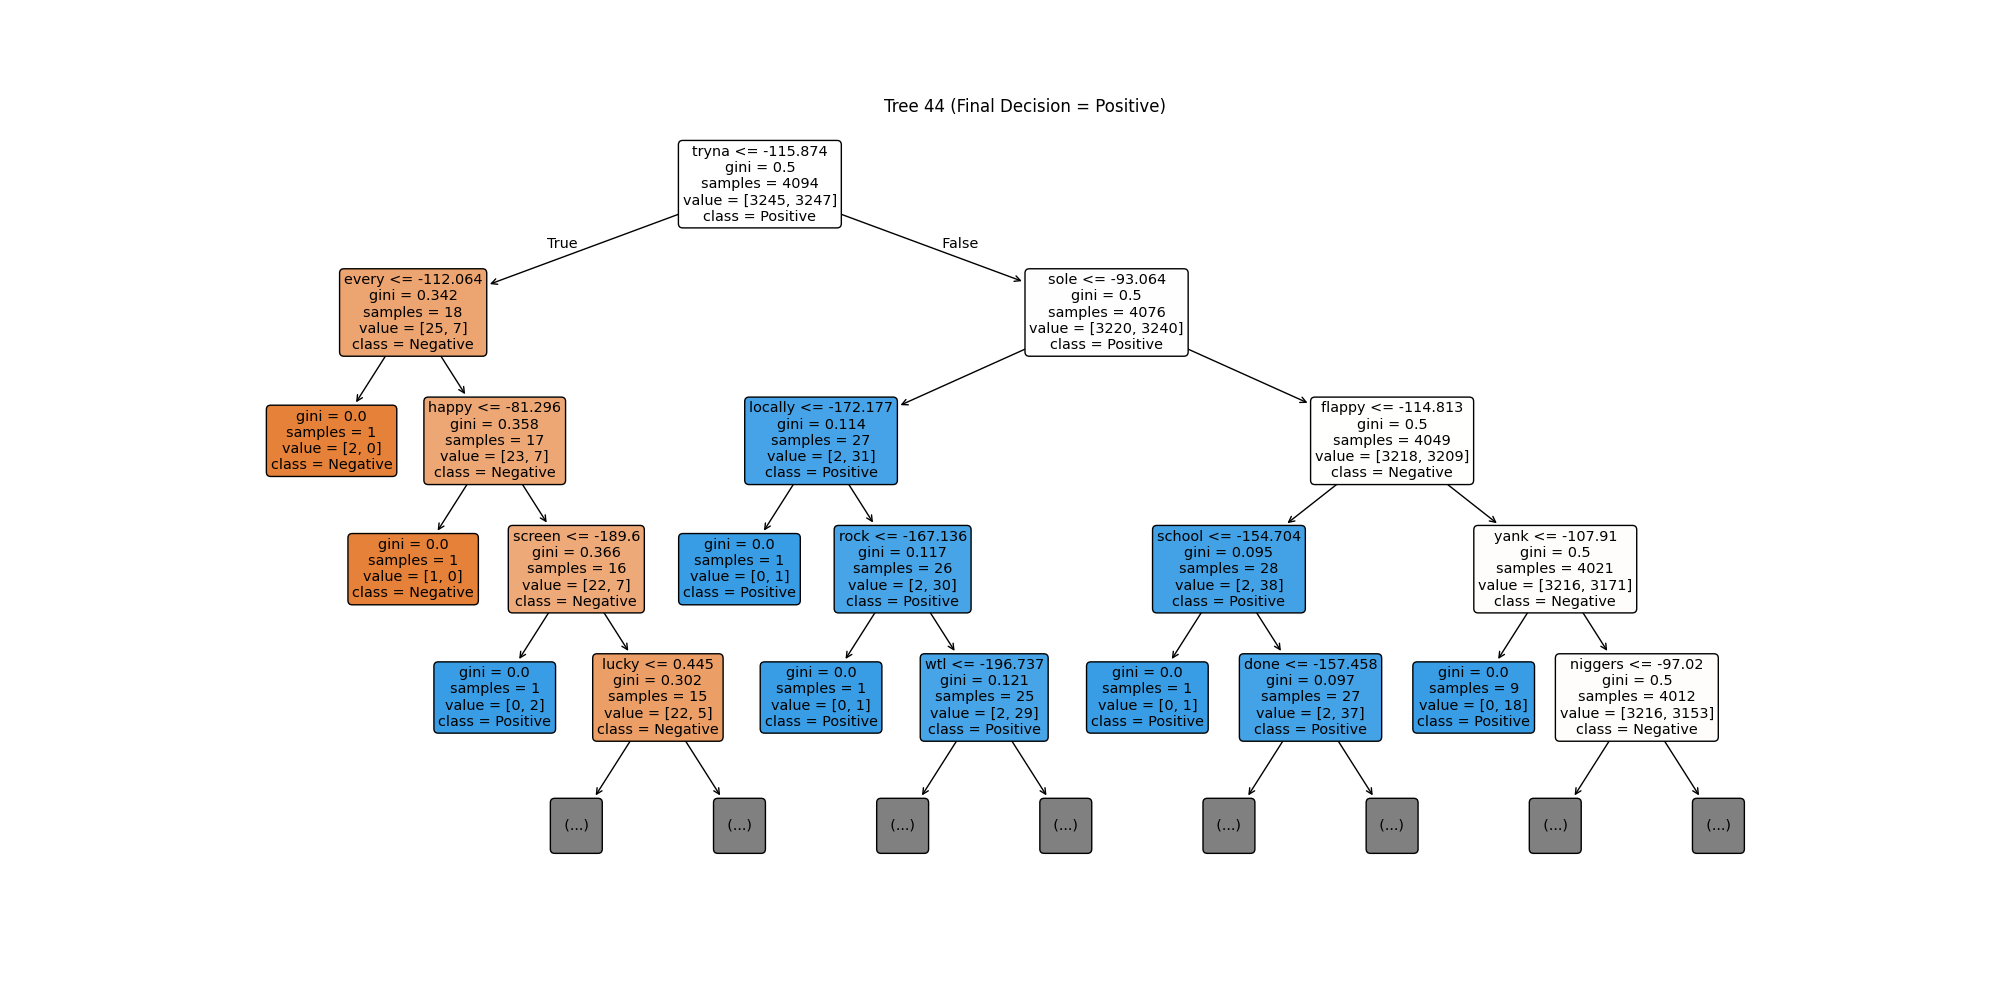 Tree 44 (Final Decision = Positive)
tryna <= -115.874
gini = 0.5
samples = 4094
value = [3245, 3247]
class = Positive
True
False
every <= -112.064
gini = 0.342
samples = 18
value = [25, 7]
class = Negative
sole <= -93.064
gini = 0.5
samples = 4076
value = [3220, 3240]
class = Positive
gini = 0.0
samples = 1
value = [2, 0]
class = Negative
happy <= -81.296
gini = 0.358
samples = 17
value = [23, 7]
class = Negative
locally <= -172.177
gini = 0.114
samples = 27
value = [2, 31]
class = Positive
flappy <= -114.813
gini = 0.5
samples = 4049
value = [3218, 3209]
class = Negative
gini = 0.0
samples = 1
value = [1, 0]
class = Negative
screen <= -189.6
gini = 0.366
samples = 16
value = [22, 7]
class = Negative
gini = 0.0
samples = 1
value = [0, 1]
class = Positive
rock <= -167.136
gini = 0.117
samples = 26
value = [2, 30]
class = Positive
school <= -154.704
gini = 0.095
samples = 28
value = [2, 38]
class = Positive
yank <= -107.91
gini = 0.5
samples = 4021
value = [3216, 3171]
class = Negative
gini = 0.0
samples = 1
value = [0, 2]
class = Positive
lucky <= 0.445
gini = 0.302
samples = 15
value = [22, 5]
class = Negative
gini = 0.0
samples = 1
value = [0, 1]
class = Positive
wtl <= -196.737
gini = 0.121
samples = 25
value = [2, 29]
class = Positive
gini = 0.0
samples = 1
value = [0, 1]
class = Positive
done <= -157.458
gini = 0.097
samples = 27
value = [2, 37]
class = Positive
gini = 0.0
samples = 9
value = [0, 18]
class = Positive
niggers <= -97.02
gini = 0.5
samples = 4012
value = [3216, 3153]
class = Negative
(...)
(...)
(...)
(...)
(...)
(...)
(...)
(...)